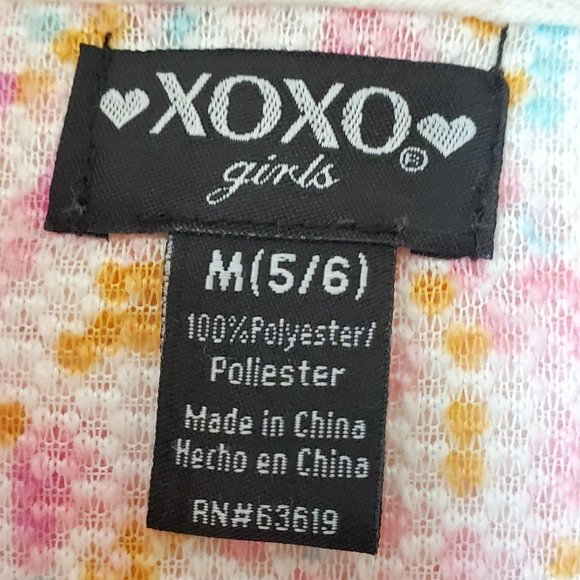 XOXO®
girls
M(5/6)
100%Polyester/
Poliester
Made in China
Hecho en China
RN#63619